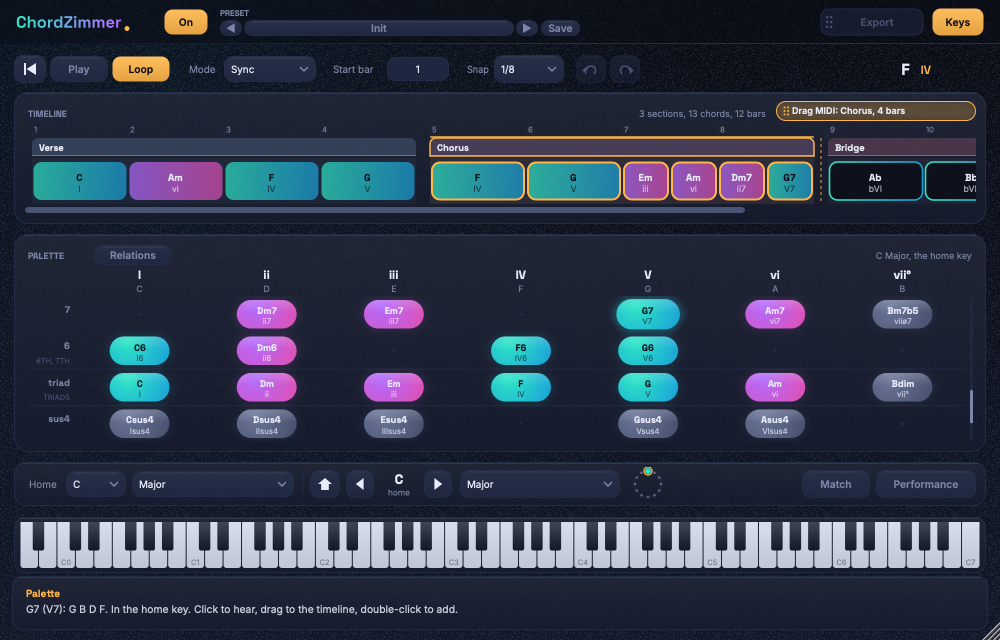 ChordZimmer.
On
PRESET
Init
Save
Export
Keys
Play
Loop
Mode
Sync
Start bar
1
Snap
1/8
F IV
TIMELINE
3 sections, 13 chords, 12 bars
Drag MIDI: Chorus, 4 bars
1 2 3 4 5 6 7 8 9 10
Verse
Chorus
Bridge
C Am F G F G Em Am Dm7 G7 Ab Bb
I vi IV V IV V iii vi ii7 V7 bVI bVI
PALETTE
Relations
C Major, the home key
I ii iii IV V vi vii°
C D E F G A B
7
Dm7 Em7 G7 Am7 Bm7b5
ii7 iii7 V7 vi7 viiø7
6
6TH, 7TH
C6 Dm6 F6 G6
I6 ii6 IV6 V6
triad
TRIADS
C Dm Em F G Am Bdim
I ii iii IV V vi vii°
sus4
Csus4 Dsus4 Esus4 Gsus4 Asus4
Isus4 IIsus4 IIIsus4 Vsus4 VIsus4
Home
C
Major
C
home
Major
Match
Performance
C0 C1 C2 C3 C4 C5 C6 C7
Palette
G7 (V7): G B D F. In the home key. Click to hear, drag to the timeline, double-click to add.